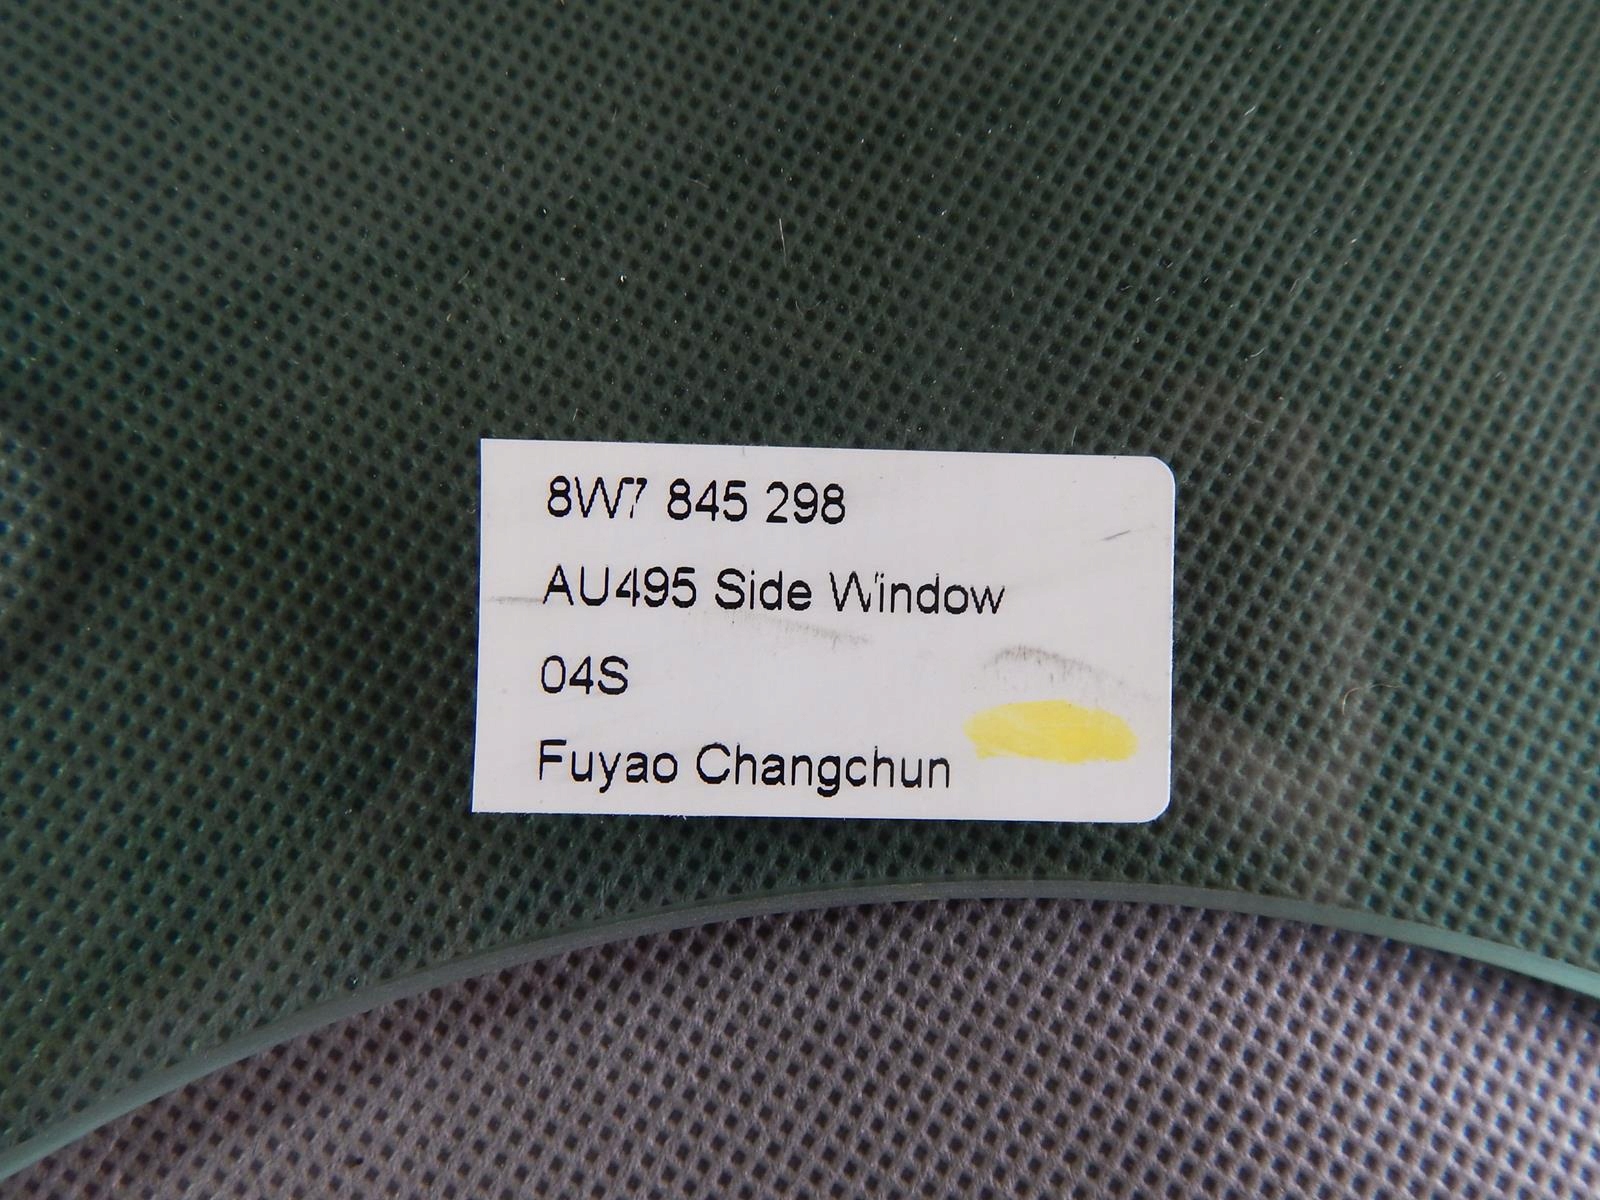 8W7 845 298
AU495 Side Window
04S
Fuyao Changchun